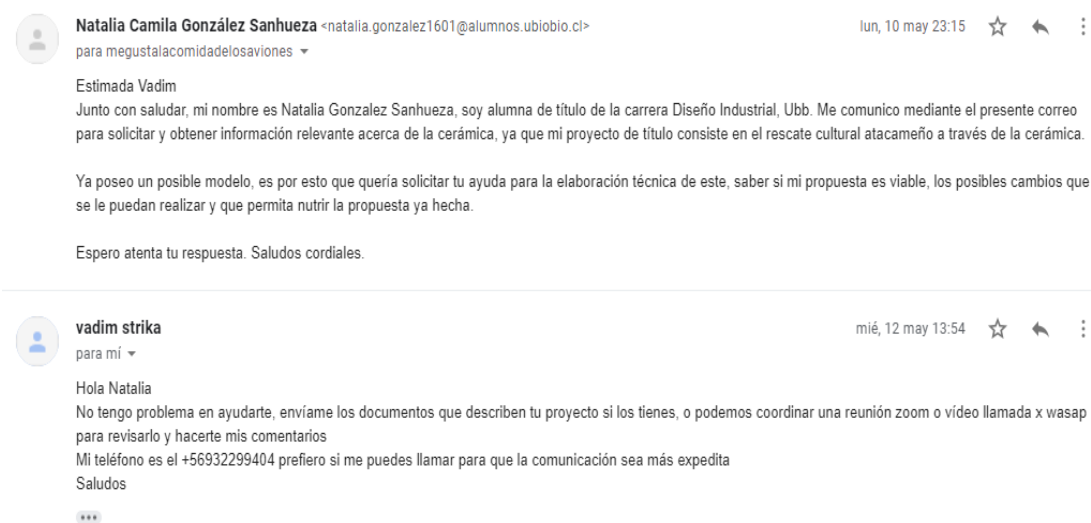 Natalia Camila González Sanhueza <natalia.gonzalez1601@alumnos.ubiobio.cl> lun, 10 may 23:15
para megustalacomidadelosaviones
Estimada Vadim
Junto con saludar, mi nombre es Natalia Gonzalez Sanhueza, soy alumna de título de la carrera Diseño Industrial, Ubb. Me comunico mediante el presente correo
para solicitar y obtener información relevante acerca de la cerámica, ya que mi proyecto de título consiste en el rescate cultural atacameño a través de la cerámica.
Ya poseo un posible modelo, es por esto que quería solicitar tu ayuda para la elaboración técnica de este, saber si mi propuesta es viable, los posibles cambios que
se le puedan realizar y que permita nutrir la propuesta ya hecha.
Espero atenta tu respuesta. Saludos cordiales.
vadim strika mié, 12 may 13:54
para mí
Hola Natalia
No tengo problema en ayudarte, envíame los documentos que describen tu proyecto si los tienes, o podemos coordinar una reunión zoom o vídeo llamada x wasap
para revisarlo y hacerte mis comentarios
Mi teléfono es el +56932299404 prefiero si me puedes llamar para que la comunicación sea más expedita
Saludos